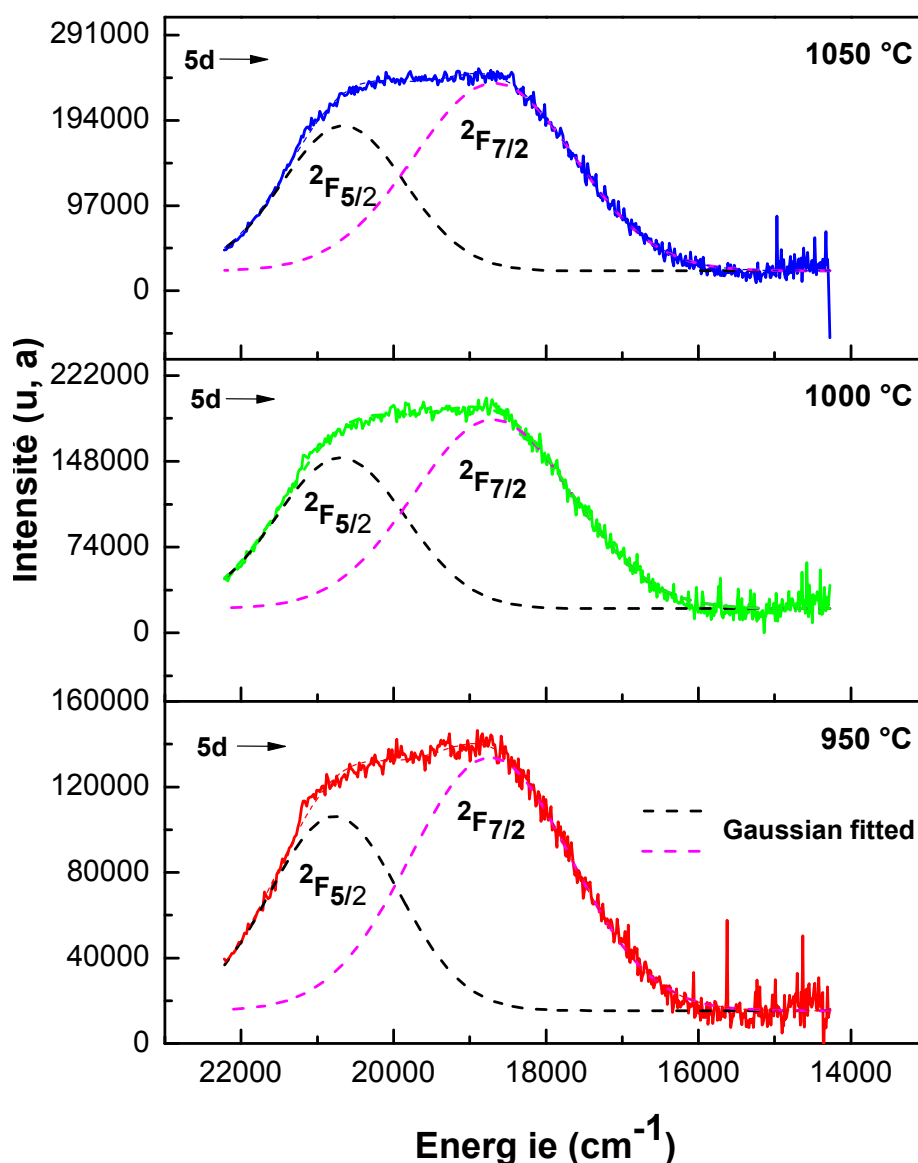 291000
5d
1050 °C
194000
²F₇/₂
²F₅/₂
97000
0
222000
5d
1000 °C
148000
²F₇/₂
²F₅/₂
74000
0
160000
5d
950 °C
120000
²F₇/₂
Gaussian fitted
80000
²F₅/₂
40000
0
22000 20000 18000 16000 14000
Energ ie (cm⁻¹)
Intensité (u, a)